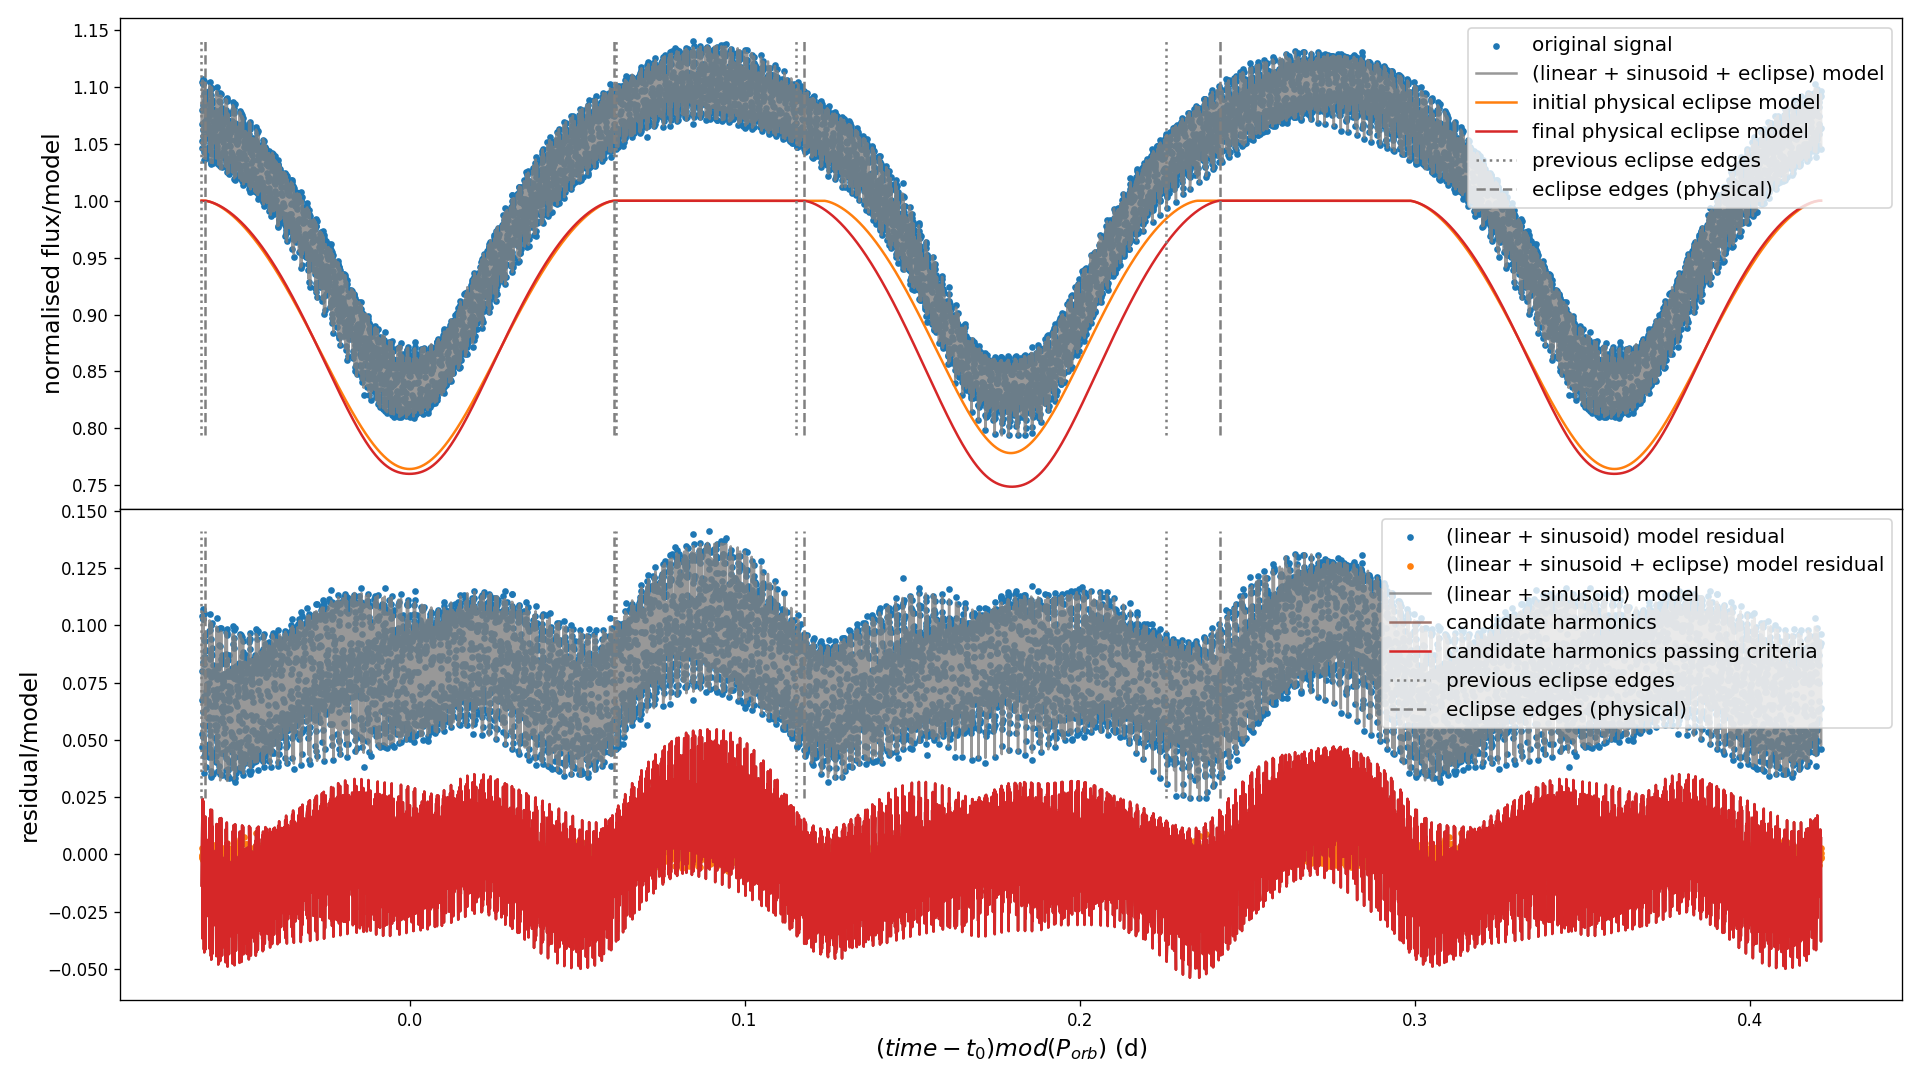 normalised flux/model
1.15
1.10
1.05
1.00
0.95
0.90
0.85
0.80
0.75
original signal
(linear + sinusoid + eclipse) model
initial physical eclipse model
final physical eclipse model
previous eclipse edges
eclipse edges (physical)
residual/model
0.150
0.125
0.100
0.075
0.050
0.025
0.000
−0.025
−0.050
(linear + sinusoid) model residual
(linear + sinusoid + eclipse) model residual
(linear + sinusoid) model
candidate harmonics
candidate harmonics passing criteria
previous eclipse edges
eclipse edges (physical)
0.0 0.1 0.2 0.3 0.4
(time − t₀)mod(Pₒᵣb) (d)